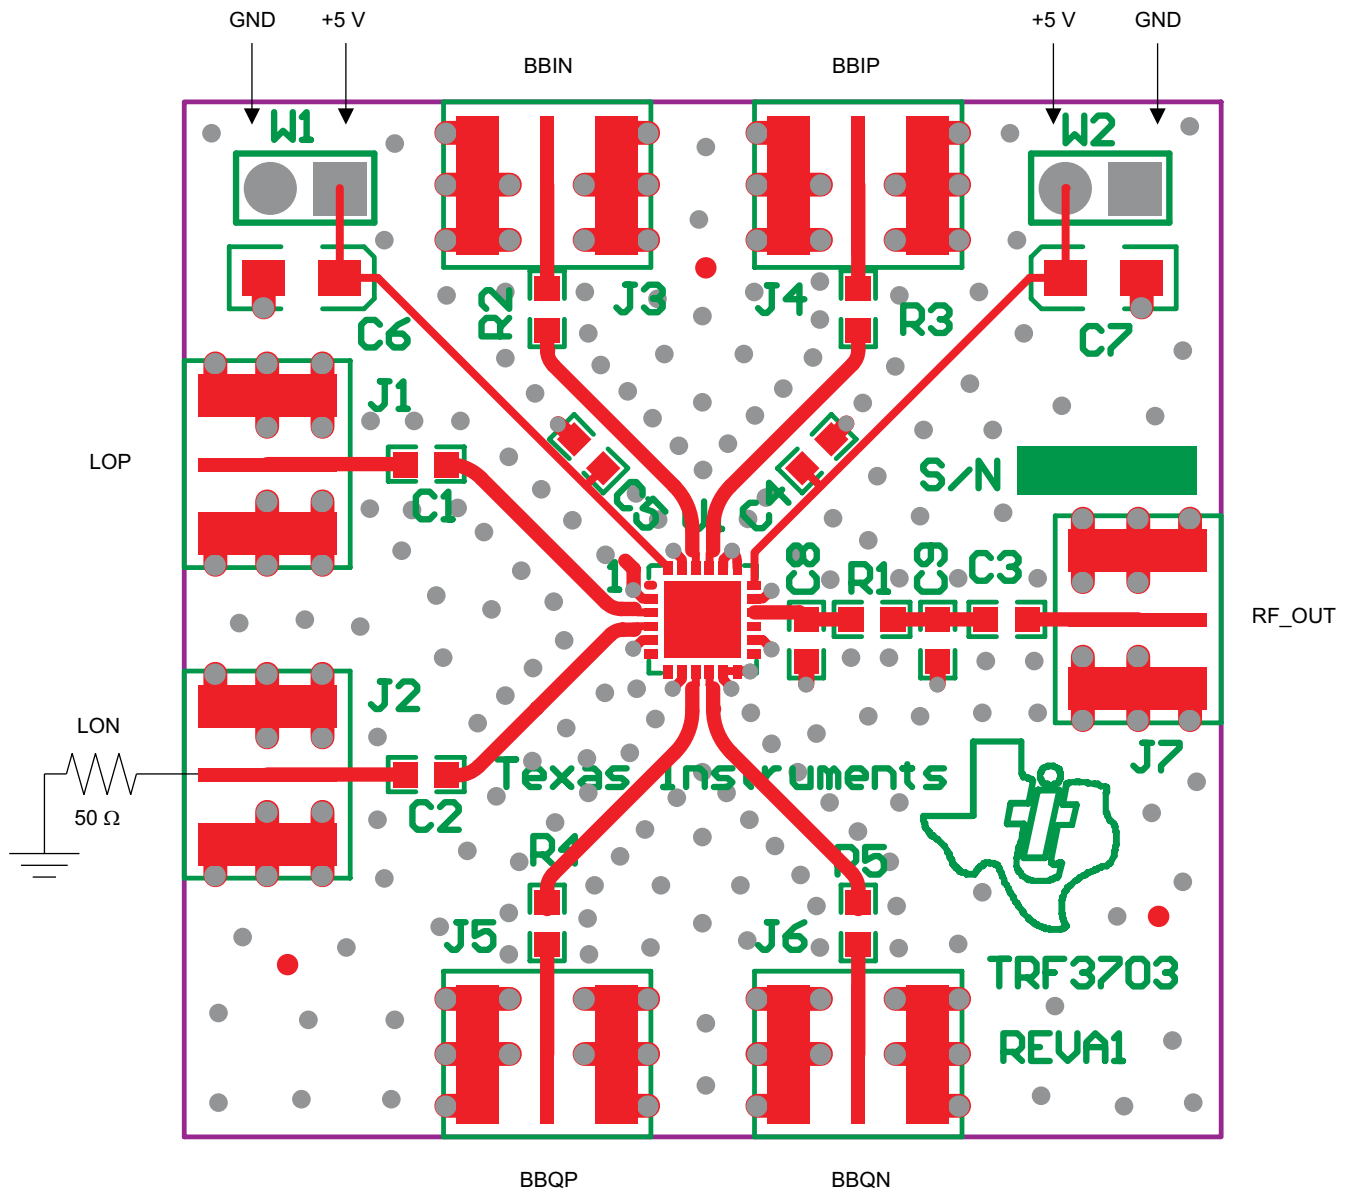 GND
+5 V
+5 V
GND
BBIN
BBIP
W1
W2
R2
J3
J4
R3
C6
C7
J1
LOP
C1
C5
U1
C4
S/N
1
C8
R1
C9
C3
RF_OUT
J2
LON
50 Ω
C2
Texas Instruments
J7
R4
R5
J5
J6
TRF3703
REVA1
BBQP
BBQN